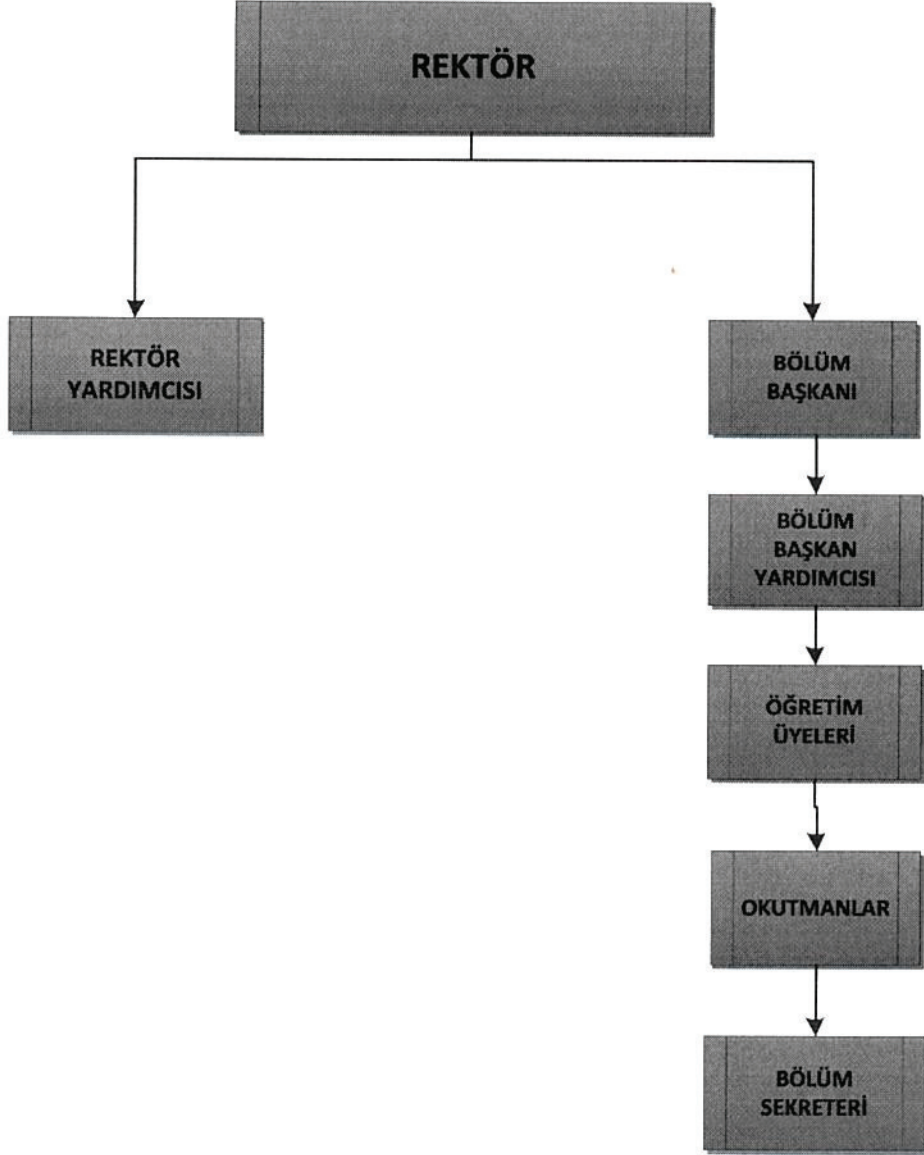 REKTÖR
REKTÖR
YARDIMCISI
BÖLÜM
BAŞKANI
BÖLÜM
BAŞKAN
YARDIMCISI
ÖĞRETİM
ÜYELERİ
OKUTMANLAR
BÖLÜM
SEKRETERİ